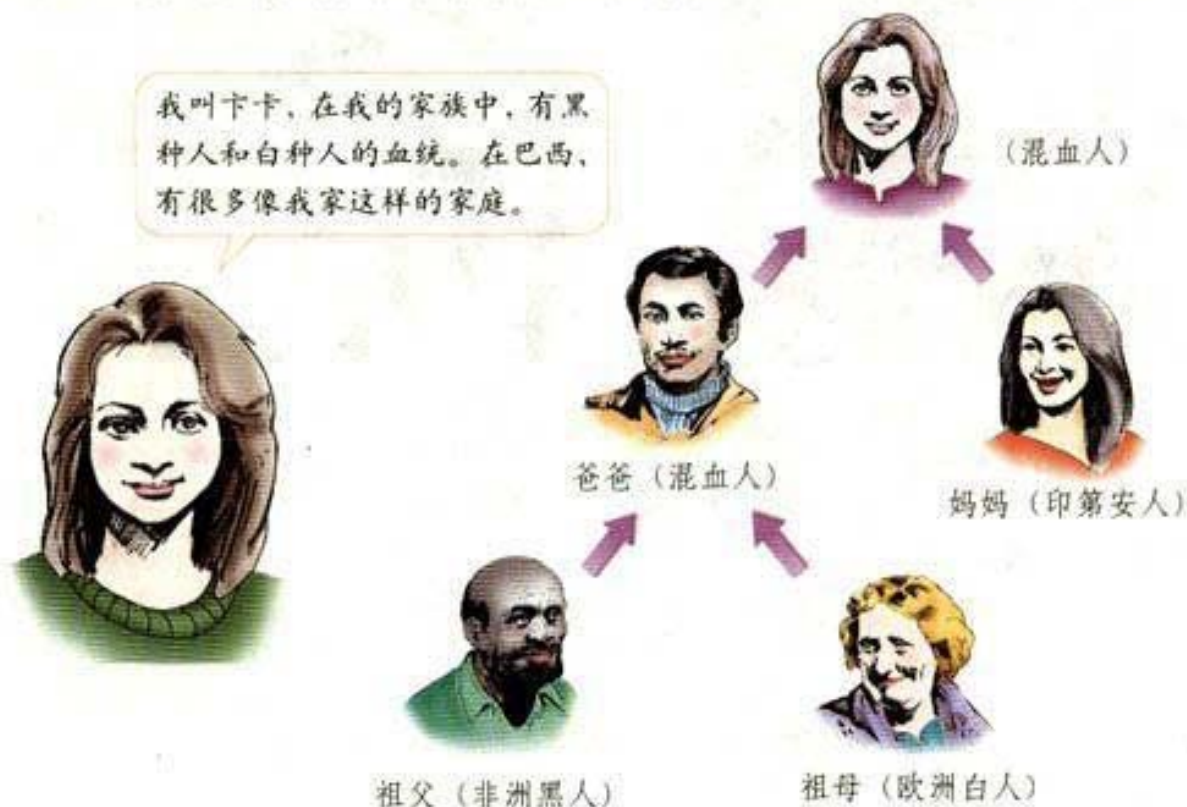 我叫卡卡，在我的家族中，有黑
种人和白种人的血统。在巴西，
有很多像我家这样的家庭。
（混血人）
爸爸（混血人）
妈妈（印第安人）
祖父（非洲黑人）
祖母（欧洲白人）